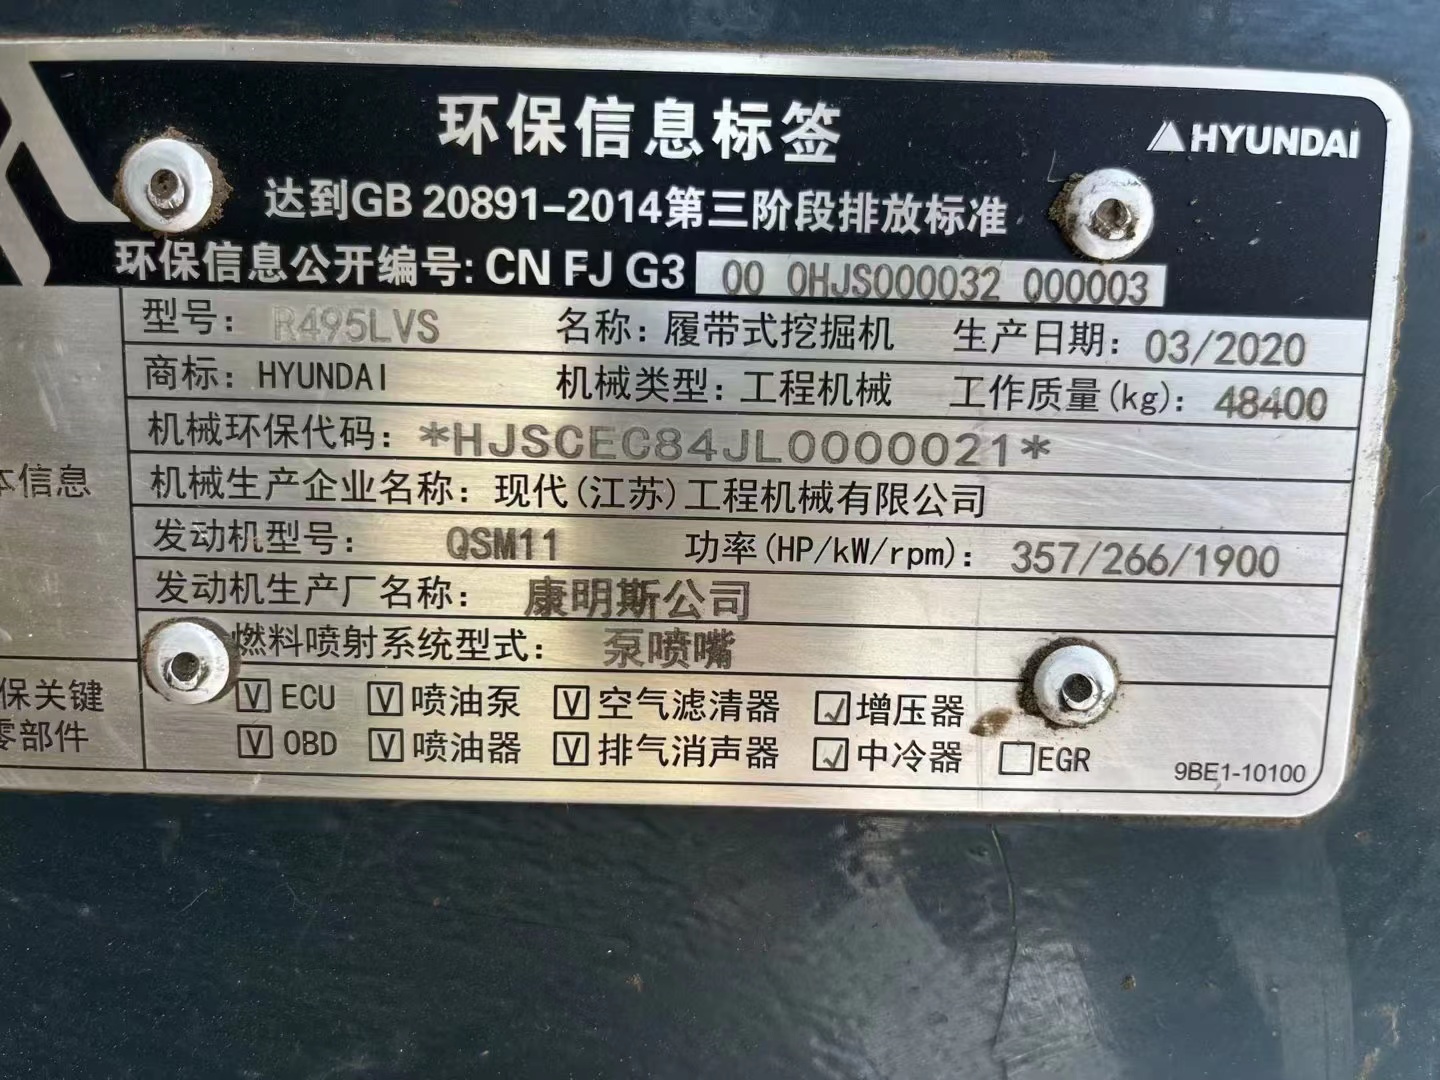 环保信息标签
HYUNDAI
达到GB 20891-2014第三阶段排放标准
环保信息公开编号: CN FJ G3 00 0HJS000032 000003
型号: R495LVS 名称: 履带式挖掘机 生产日期: 03/2020
商标: HYUNDAI 机械类型: 工程机械 工作质量(kg): 48400
机械环保代码: *HJSCEC84JL0000021*
本信息
机械生产企业名称: 现代(江苏)工程机械有限公司
发动机型号: QSM11 功率(HP/kW/rpm): 357/266/1900
发动机生产厂名称: 康明斯公司
燃料喷射系统型式: 泵喷嘴
保关键
零部件
V ECU V 喷油泵 V 空气滤清器 ✓ 增压器
V OBD V 喷油器 V 排气消声器 ✓ 中冷器 □ EGR
9BE1-10100